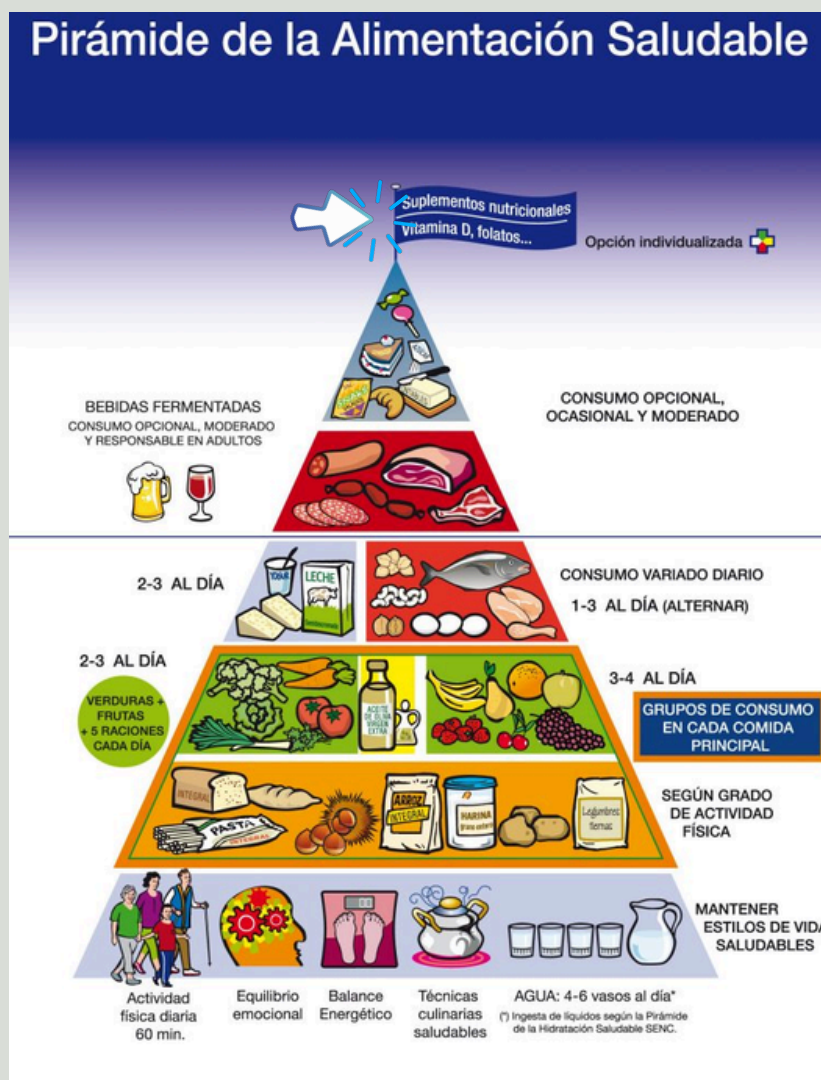 Pirámide de la Alimentación Saludable
Suplementos nutricionales
Vitamina D, folatos...
Opción individualizada
BEBIDAS FERMENTADAS
CONSUMO OPCIONAL, MODERADO
Y RESPONSABLE EN ADULTOS
CONSUMO OPCIONAL,
OCASIONAL Y MODERADO
2-3 AL DÍA
YOGUR
LECHE
CONSUMO VARIADO DIARIO
1-3 AL DÍA (ALTERNAR)
2-3 AL DÍA
VERDURAS +
FRUTAS
+ 5 RACIONES
CADA DÍA
ACEITE
DE OLIVA
VIRGEN
EXTRA
3-4 AL DÍA
GRUPOS DE CONSUMO
EN CADA COMIDA
PRINCIPAL
INTEGRAL
PASTA
INTEGRAL
ARROZ
INTEGRAL
HARINA
Legumbres
tiernas
SEGÚN GRADO
DE ACTIVIDAD
FÍSICA
MANTENER
ESTILOS DE VIDA
SALUDABLES
Actividad
física diaria
60 min.
Equilibrio
emocional
Balance
Energético
Técnicas
culinarias
saludables
AGUA: 4-6 vasos al día*
(*) Ingesta de líquidos según la Pirámide
de la Hidratación Saludable SENC.